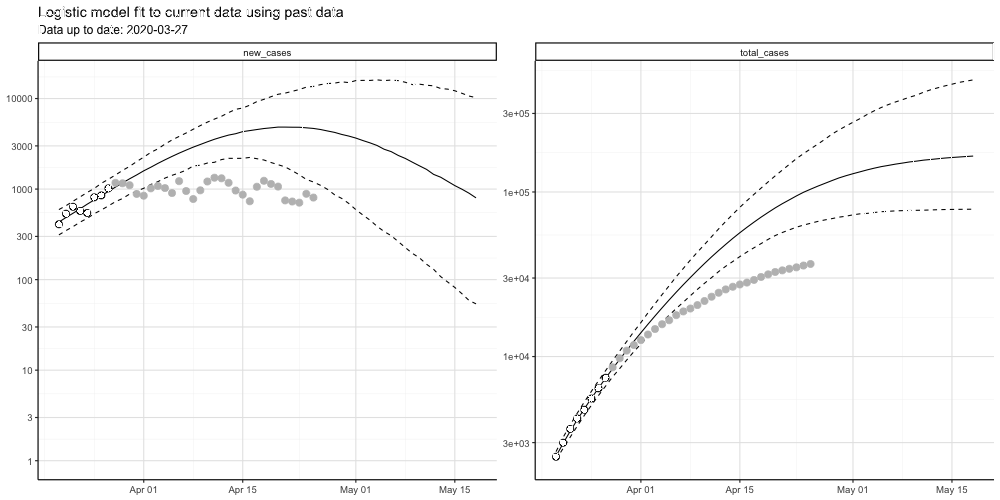 Logistic model fit to current data using past data
Data up to date: 2020-03-27
new_cases
total_cases
10000
3000
1000
300
100
30
10
3
1
3e+05
1e+05
3e+04
1e+04
3e+03
Apr 01
Apr 15
May 01
May 15
Apr 01
Apr 15
May 01
May 15